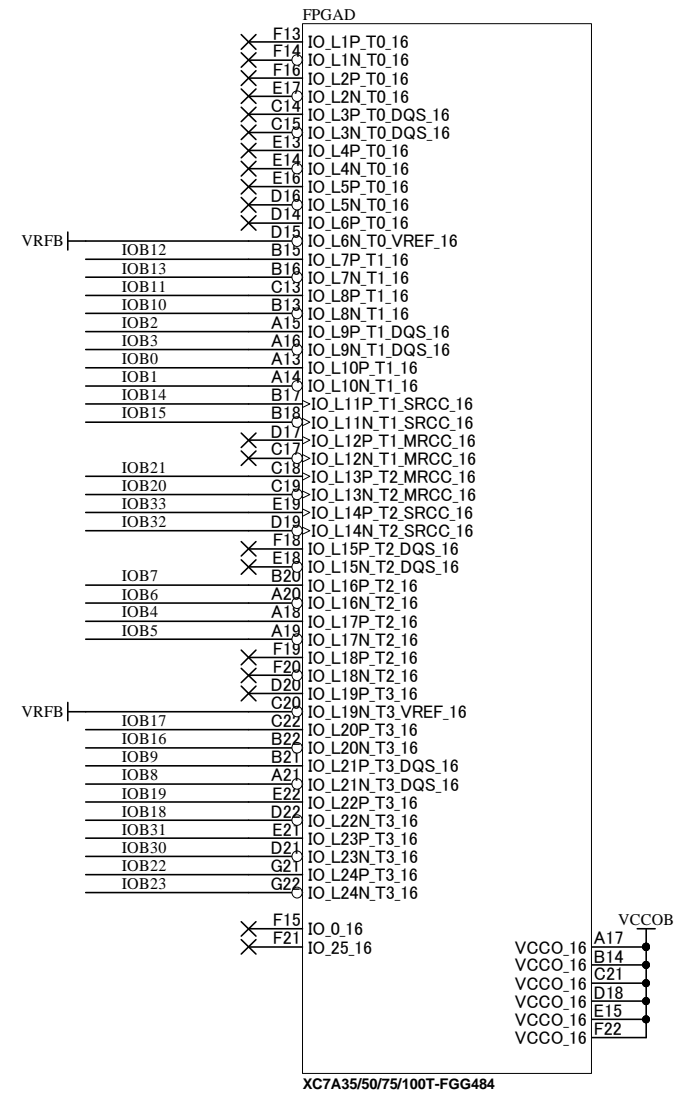 FPGAD
F13 IO_L1P_T0_16
F14 IO_L1N_T0_16
F16 IO_L2P_T0_16
E17 IO_L2N_T0_16
C14 IO_L3P_T0_DQS_16
C15 IO_L3N_T0_DQS_16
E13 IO_L4P_T0_16
E14 IO_L4N_T0_16
E16 IO_L5P_T0_16
D16 IO_L5N_T0_16
D14 IO_L6P_T0_16
VRFB D15 IO_L6N_T0_VREF_16
IOB12 B15 IO_L7P_T1_16
IOB13 B16 IO_L7N_T1_16
IOB11 C13 IO_L8P_T1_16
IOB10 B13 IO_L8N_T1_16
IOB2 A15 IO_L9P_T1_DQS_16
IOB3 A16 IO_L9N_T1_DQS_16
IOB0 A13 IO_L10P_T1_16
IOB1 A14 IO_L10N_T1_16
IOB14 B17 IO_L11P_T1_SRCC_16
IOB15 B18 IO_L11N_T1_SRCC_16
D17 IO_L12P_T1_MRCC_16
C17 IO_L12N_T1_MRCC_16
IOB21 C18 IO_L13P_T2_MRCC_16
IOB20 C19 IO_L13N_T2_MRCC_16
IOB33 E19 IO_L14P_T2_SRCC_16
IOB32 D19 IO_L14N_T2_SRCC_16
F18 IO_L15P_T2_DQS_16
E18 IO_L15N_T2_DQS_16
IOB7 B20 IO_L16P_T2_16
IOB6 A20 IO_L16N_T2_16
IOB4 A18 IO_L17P_T2_16
IOB5 A19 IO_L17N_T2_16
F19 IO_L18P_T2_16
F20 IO_L18N_T2_16
D20 IO_L19P_T3_16
VRFB C20 IO_L19N_T3_VREF_16
IOB17 C22 IO_L20P_T3_16
IOB16 B22 IO_L20N_T3_16
IOB9 B21 IO_L21P_T3_DQS_16
IOB8 A21 IO_L21N_T3_DQS_16
IOB19 E22 IO_L22P_T3_16
IOB18 D22 IO_L22N_T3_16
IOB31 E21 IO_L23P_T3_16
IOB30 D21 IO_L23N_T3_16
IOB22 G21 IO_L24P_T3_16
IOB23 G22 IO_L24N_T3_16
F15 IO_0_16
F21 IO_25_16
VCCOB
VCCO_16 A17
VCCO_16 B14
VCCO_16 C21
VCCO_16 D18
VCCO_16 E15
VCCO_16 F22
XC7A35/50/75/100T-FGG484